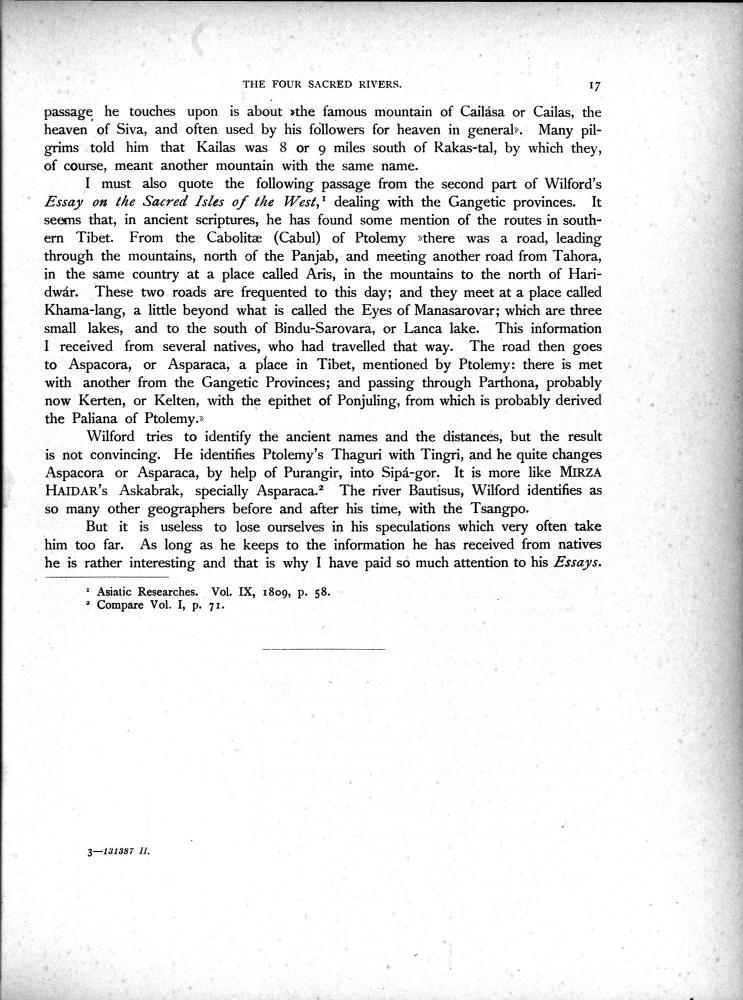 THE FOUR SACRED RIVERS. 17
passage he touches upon is about »the famous mountain of Cailása or Cailas, the
heaven of Siva, and often used by his followers for heaven in general». Many pil-
grims told him that Kailas was 8 or 9 miles south of Rakas-tal, by which they,
of course, meant another mountain with the same name.
I must also quote the following passage from the second part of Wilford's
Essay on the Sacred Isles of the West,¹ dealing with the Gangetic provinces. It
seems that, in ancient scriptures, he has found some mention of the routes in south-
ern Tibet. From the Cabolitæ (Cabul) of Ptolemy »there was a road, leading
through the mountains, north of the Panjab, and meeting another road from Tahora,
in the same country at a place called Aris, in the mountains to the north of Hari-
dwár. These two roads are frequented to this day; and they meet at a place called
Khama-lang, a little beyond what is called the Eyes of Manasarovar; which are three
small lakes, and to the south of Bindu-Sarovara, or Lanca lake. This information
I received from several natives, who had travelled that way. The road then goes
to Aspacora, or Asparaca, a place in Tibet, mentioned by Ptolemy: there is met
with another from the Gangetic Provinces; and passing through Parthona, probably
now Kerten, or Kelten, with the epithet of Ponjuling, from which is probably derived
the Paliana of Ptolemy.»
Wilford tries to identify the ancient names and the distances, but the result
is not convincing. He identifies Ptolemy's Thaguri with Tingri, and he quite changes
Aspacora or Asparaca, by help of Purangir, into Sipá-gor. It is more like MIRZA
HAIDAR's Askabrak, specially Asparaca.² The river Bautisus, Wilford identifies as
so many other geographers before and after his time, with the Tsangpo.
But it is useless to lose ourselves in his speculations which very often take
him too far. As long as he keeps to the information he has received from natives
he is rather interesting and that is why I have paid so much attention to his Essays.
¹ Asiatic Researches. Vol. IX, 1809, p. 58.
² Compare Vol. I, p. 71.
3—131387 II.